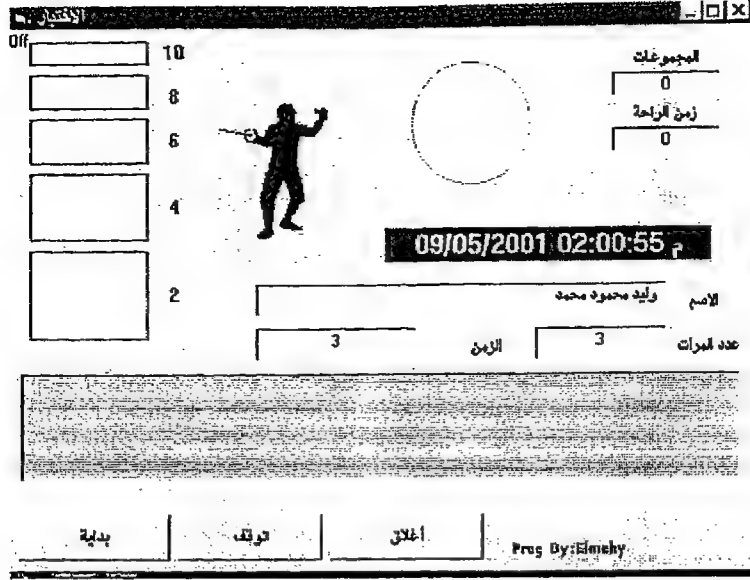 الاختبار
Off
10
8
6
4
2
المجموعات
0
زمن الراحة
0
09/05/2001 02:00:55 م
الاسم وليد محمود محمد
عدد المرات 3 الزمن 3
بداية توقف أغلاق Prog By:Elmehy